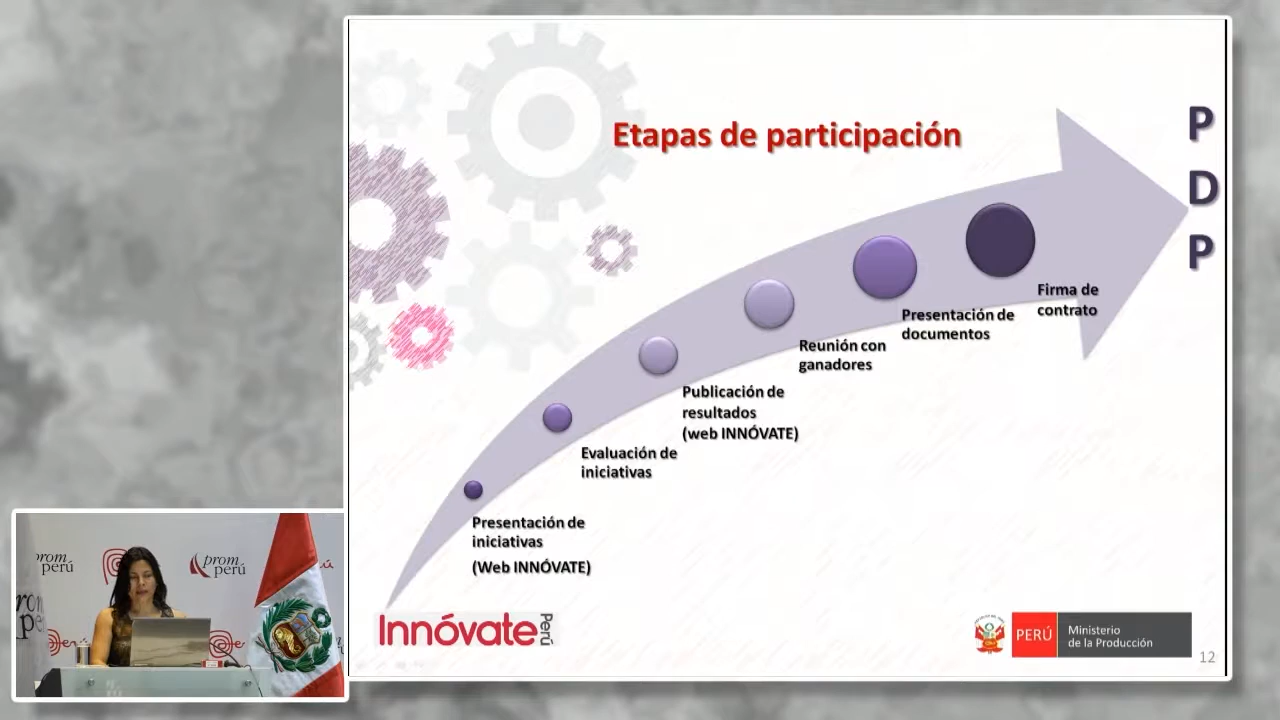 Etapas de participación
P
D
P
Firma de
contrato
Presentación de
documentos
Reunión con
ganadores
Publicación de
resultados
(web INNÓVATE)
Evaluación de
iniciativas
Presentación de
iniciativas
(Web INNÓVATE)
Innóvate Perú
PERÚ
Ministerio
de la Producción
12
prom
perú
prom
perú